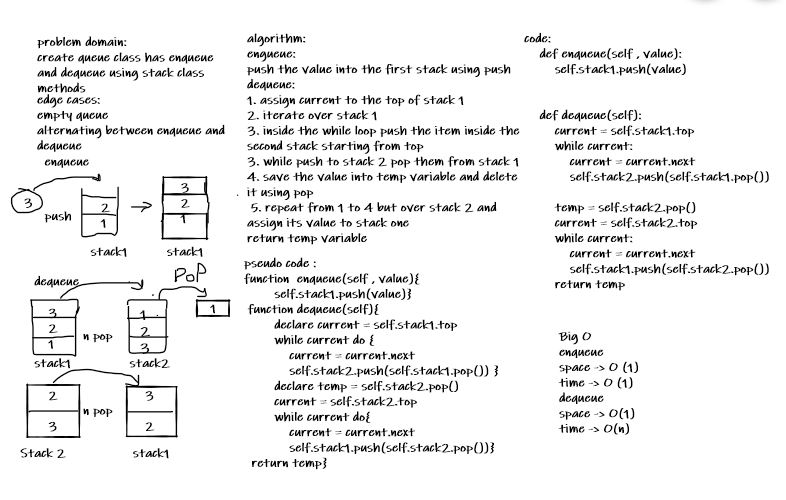 problem domain:
create queue class has enqueue
and dequeue using stack class
methods
edge cases:
empty queue
alternating between enqueue and
dequeue
enqueue
3
push
2
1
stack1
3
2
1
stack1
dequeue
POP
3
2
1
n pop
stack1
1
2
3
stack2
1
2
3
n pop
Stack 2
3
2
stack1
algorithm:
enqueue:
push the value into the first stack using push
dequeue:
1. assign current to the top of stack 1
2. iterate over stack 1
3. inside the while loop push the item inside the
second stack starting from top
3. while push to stack 2 pop them from stack 1
4. save the value into temp variable and delete
it using pop
5. repeat from 1 to 4 but over stack 2 and
assign its value to stack one
return temp variable
pseudo code :
function enqueue(self , value){
self.stack1.push(value)}
function dequeue(self){
declare current = self.stack1.top
while current do {
current = current.next
self.stack2.push(self.stack1.pop()) }
declare temp = self.stack2.pop()
current = self.stack2.top
while current do{
current = current.next
self.stack1.push(self.stack2.pop())}
return temp}
code:
def enqueue(self , value):
self.stack1.push(value)
def dequeue(self):
current = self.stack1.top
while current:
current = current.next
self.stack2.push(self.stack1.pop())
temp = self.stack2.pop()
current = self.stack2.top
while current:
current = current.next
self.stack1.push(self.stack2.pop())
return temp
Big O
enqueue
space -> O (1)
time -> O (1)
dequeue
space -> O(1)
time -> O(n)